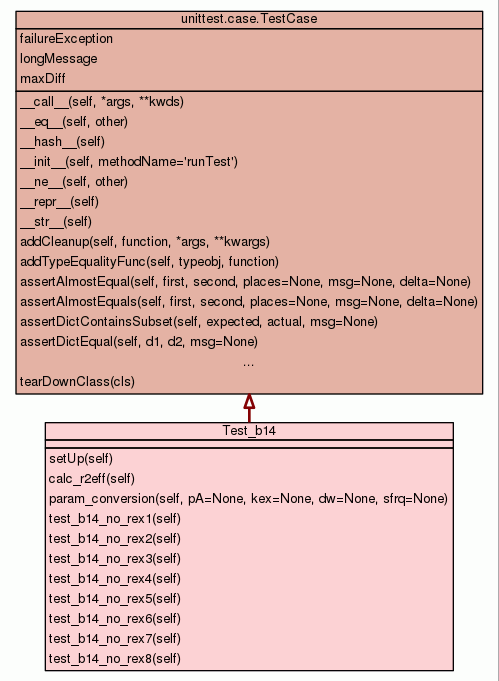 unittest.case.TestCase
failureException
longMessage
maxDiff
__call__(self, *args, **kwds)
__eq__(self, other)
__hash__(self)
__init__(self, methodName='runTest')
__ne__(self, other)
__repr__(self)
__str__(self)
addCleanup(self, function, *args, **kwargs)
addTypeEqualityFunc(self, typeobj, function)
assertAlmostEqual(self, first, second, places=None, msg=None, delta=None)
assertAlmostEquals(self, first, second, places=None, msg=None, delta=None)
assertDictContainsSubset(self, expected, actual, msg=None)
assertDictEqual(self, d1, d2, msg=None)
...
tearDownClass(cls)
Test_b14
setUp(self)
calc_r2eff(self)
param_conversion(self, pA=None, kex=None, dw=None, sfrq=None)
test_b14_no_rex1(self)
test_b14_no_rex2(self)
test_b14_no_rex3(self)
test_b14_no_rex4(self)
test_b14_no_rex5(self)
test_b14_no_rex6(self)
test_b14_no_rex7(self)
test_b14_no_rex8(self)